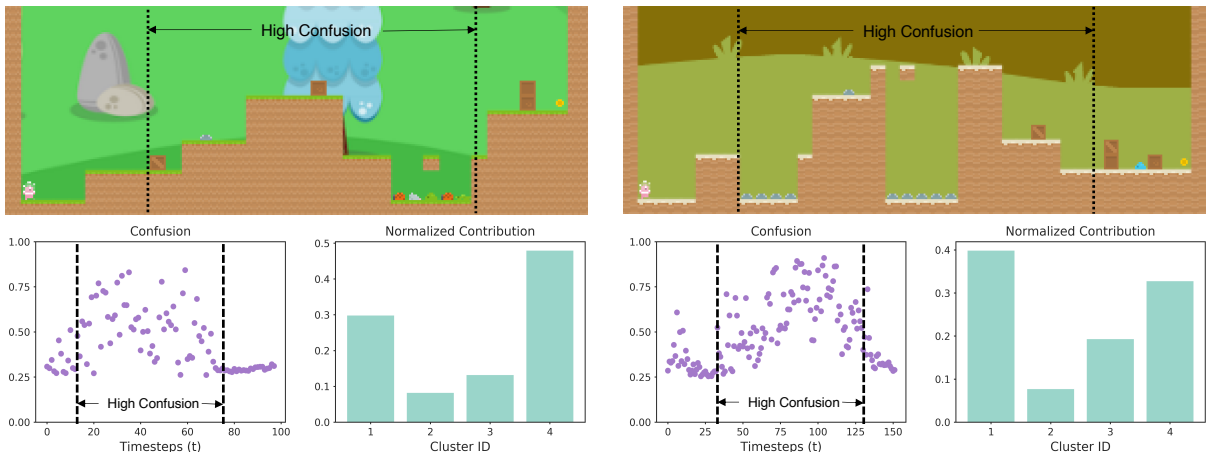 High Confusion
High Confusion
Confusion
1.00
0.75
0.50
0.25
0.00
High Confusion
0 20 40 60 80 100
Timesteps (t)
Normalized Contribution
0.5
0.4
0.3
0.2
0.1
0.0
1 2 3 4
Cluster ID
Confusion
1.00
0.75
0.50
0.25
0.00
High Confusion
0 25 50 75 100 125 150
Timesteps (t)
Normalized Contribution
0.4
0.3
0.2
0.1
0.0
1 2 3 4
Cluster ID